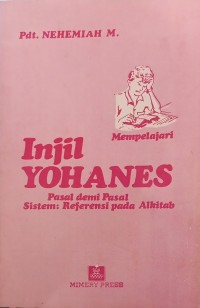 Pdt. NEHEMIAH M.
Mempelajari
Injil
YOHANES
Pasal demi Pasal
Sistem: Referensi pada Alkitab
MIMERY PRESS